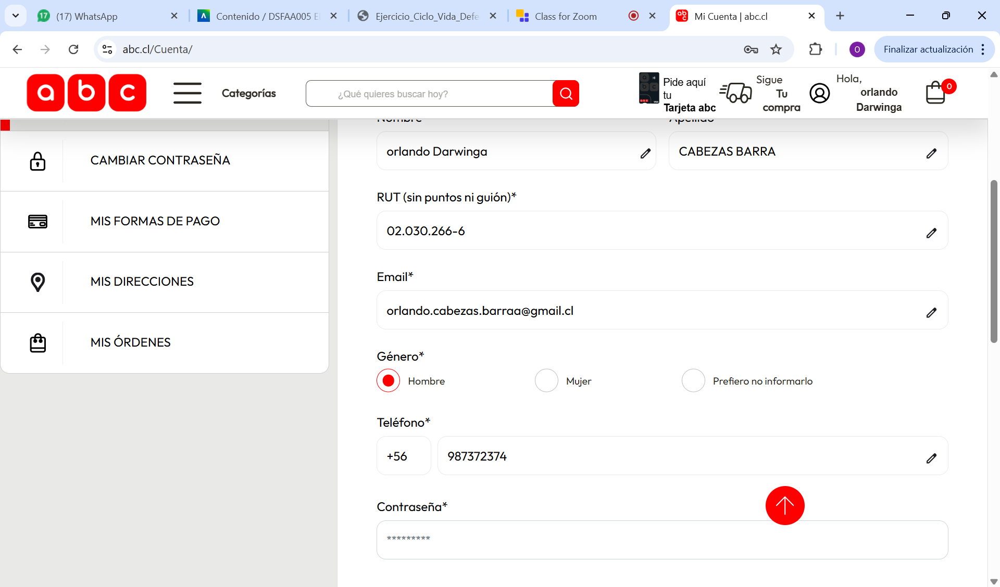 17 (17) WhatsApp
Contenido / DSFAA005
Ejercicio_Ciclo_Vida_Defe
Class for Zoom
Mi Cuenta | abc.cl
abc.cl/Cuenta/
O
Finalizar actualización
abc
Categorías
¿Qué quieres buscar hoy?
Pide aquí
tu
Tarjeta abc
Sigue
Tu
compra
Hola,
orlando
Darwinga
0
Nombre
Apellido
orlando Darwinga
CABEZAS BARRA
CAMBIAR CONTRASEÑA
MIS FORMAS DE PAGO
MIS DIRECCIONES
MIS ÓRDENES
RUT (sin puntos ni guión)*
02.030.266-6
Email*
orlando.cabezas.barraa@gmail.cl
Género*
Hombre
Mujer
Prefiero no informarlo
Teléfono*
+56
987372374
Contraseña*
*********